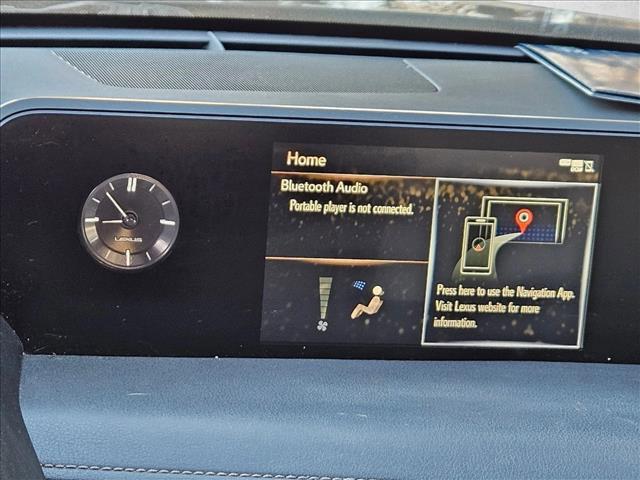 Home
Bluetooth Audio
Portable player is not connected.
LEXUS
Press here to use the Navigation App.
Visit Lexus website for more
information.